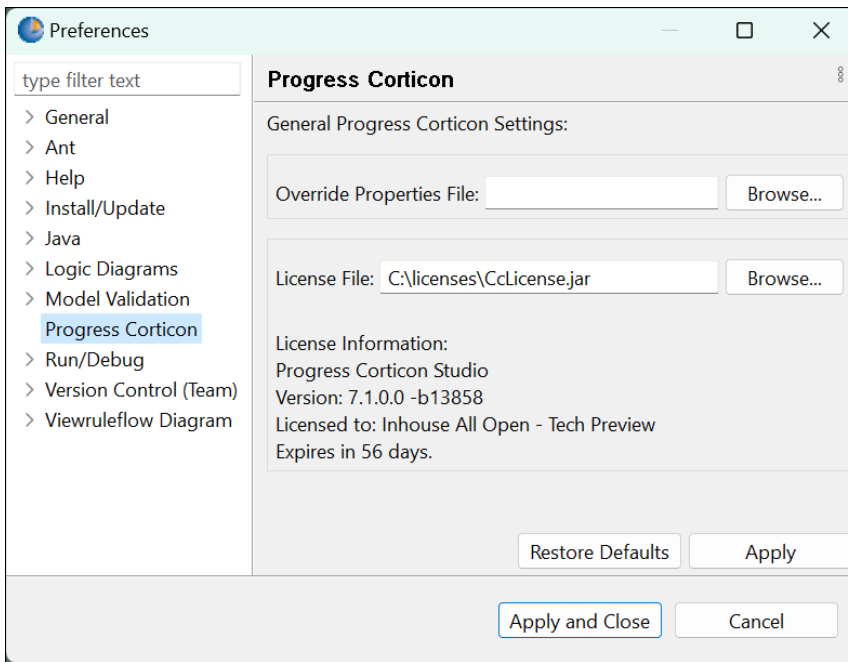 Preferences
type filter text
General
Ant
Help
Install/Update
Java
Logic Diagrams
Model Validation
Progress Corticon
Run/Debug
Version Control (Team)
Viewruleflow Diagram
Progress Corticon
General Progress Corticon Settings:
Override Properties File:
Browse...
License File: C:\licenses\CcLicense.jar
Browse...
License Information:
Progress Corticon Studio
Version: 7.1.0.0 -b13858
Licensed to: Inhouse All Open - Tech Preview
Expires in 56 days.
Restore Defaults
Apply
Apply and Close
Cancel